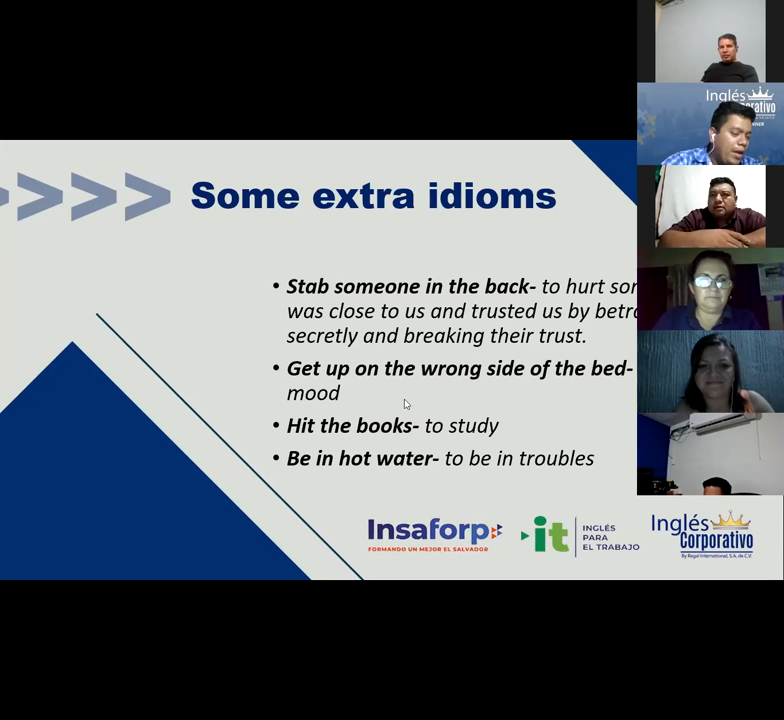 Some extra idioms
• Stab someone in the back- to hurt
was close to us and trusted us by
secretly and breaking their trust.
• Get up on the wrong side of the bed-
mood
• Hit the books- to study
• Be in hot water- to be in troubles
Insaforp
FORMANDO UN MEJOR EL SALVADOR
it
INGLÉS
PARA
EL TRABAJO
Inglés
Corporativo
By Regal International, S.A. de C.V.
Inglés